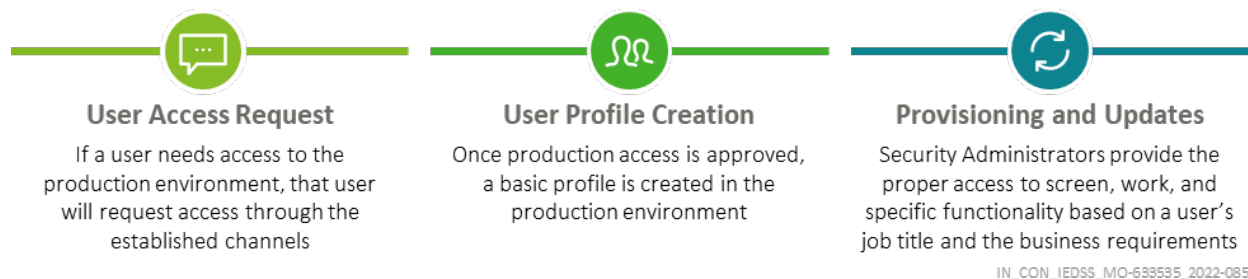 User Access Request
If a user needs access to the
production environment, that user
will request access through the
established channels
User Profile Creation
Once production access is approved,
a basic profile is created in the
production environment
Provisioning and Updates
Security Administrators provide the
proper access to screen, work, and
specific functionality based on a user's
job title and the business requirements
IN_CON_IEDSS_MO-633535_2022-085